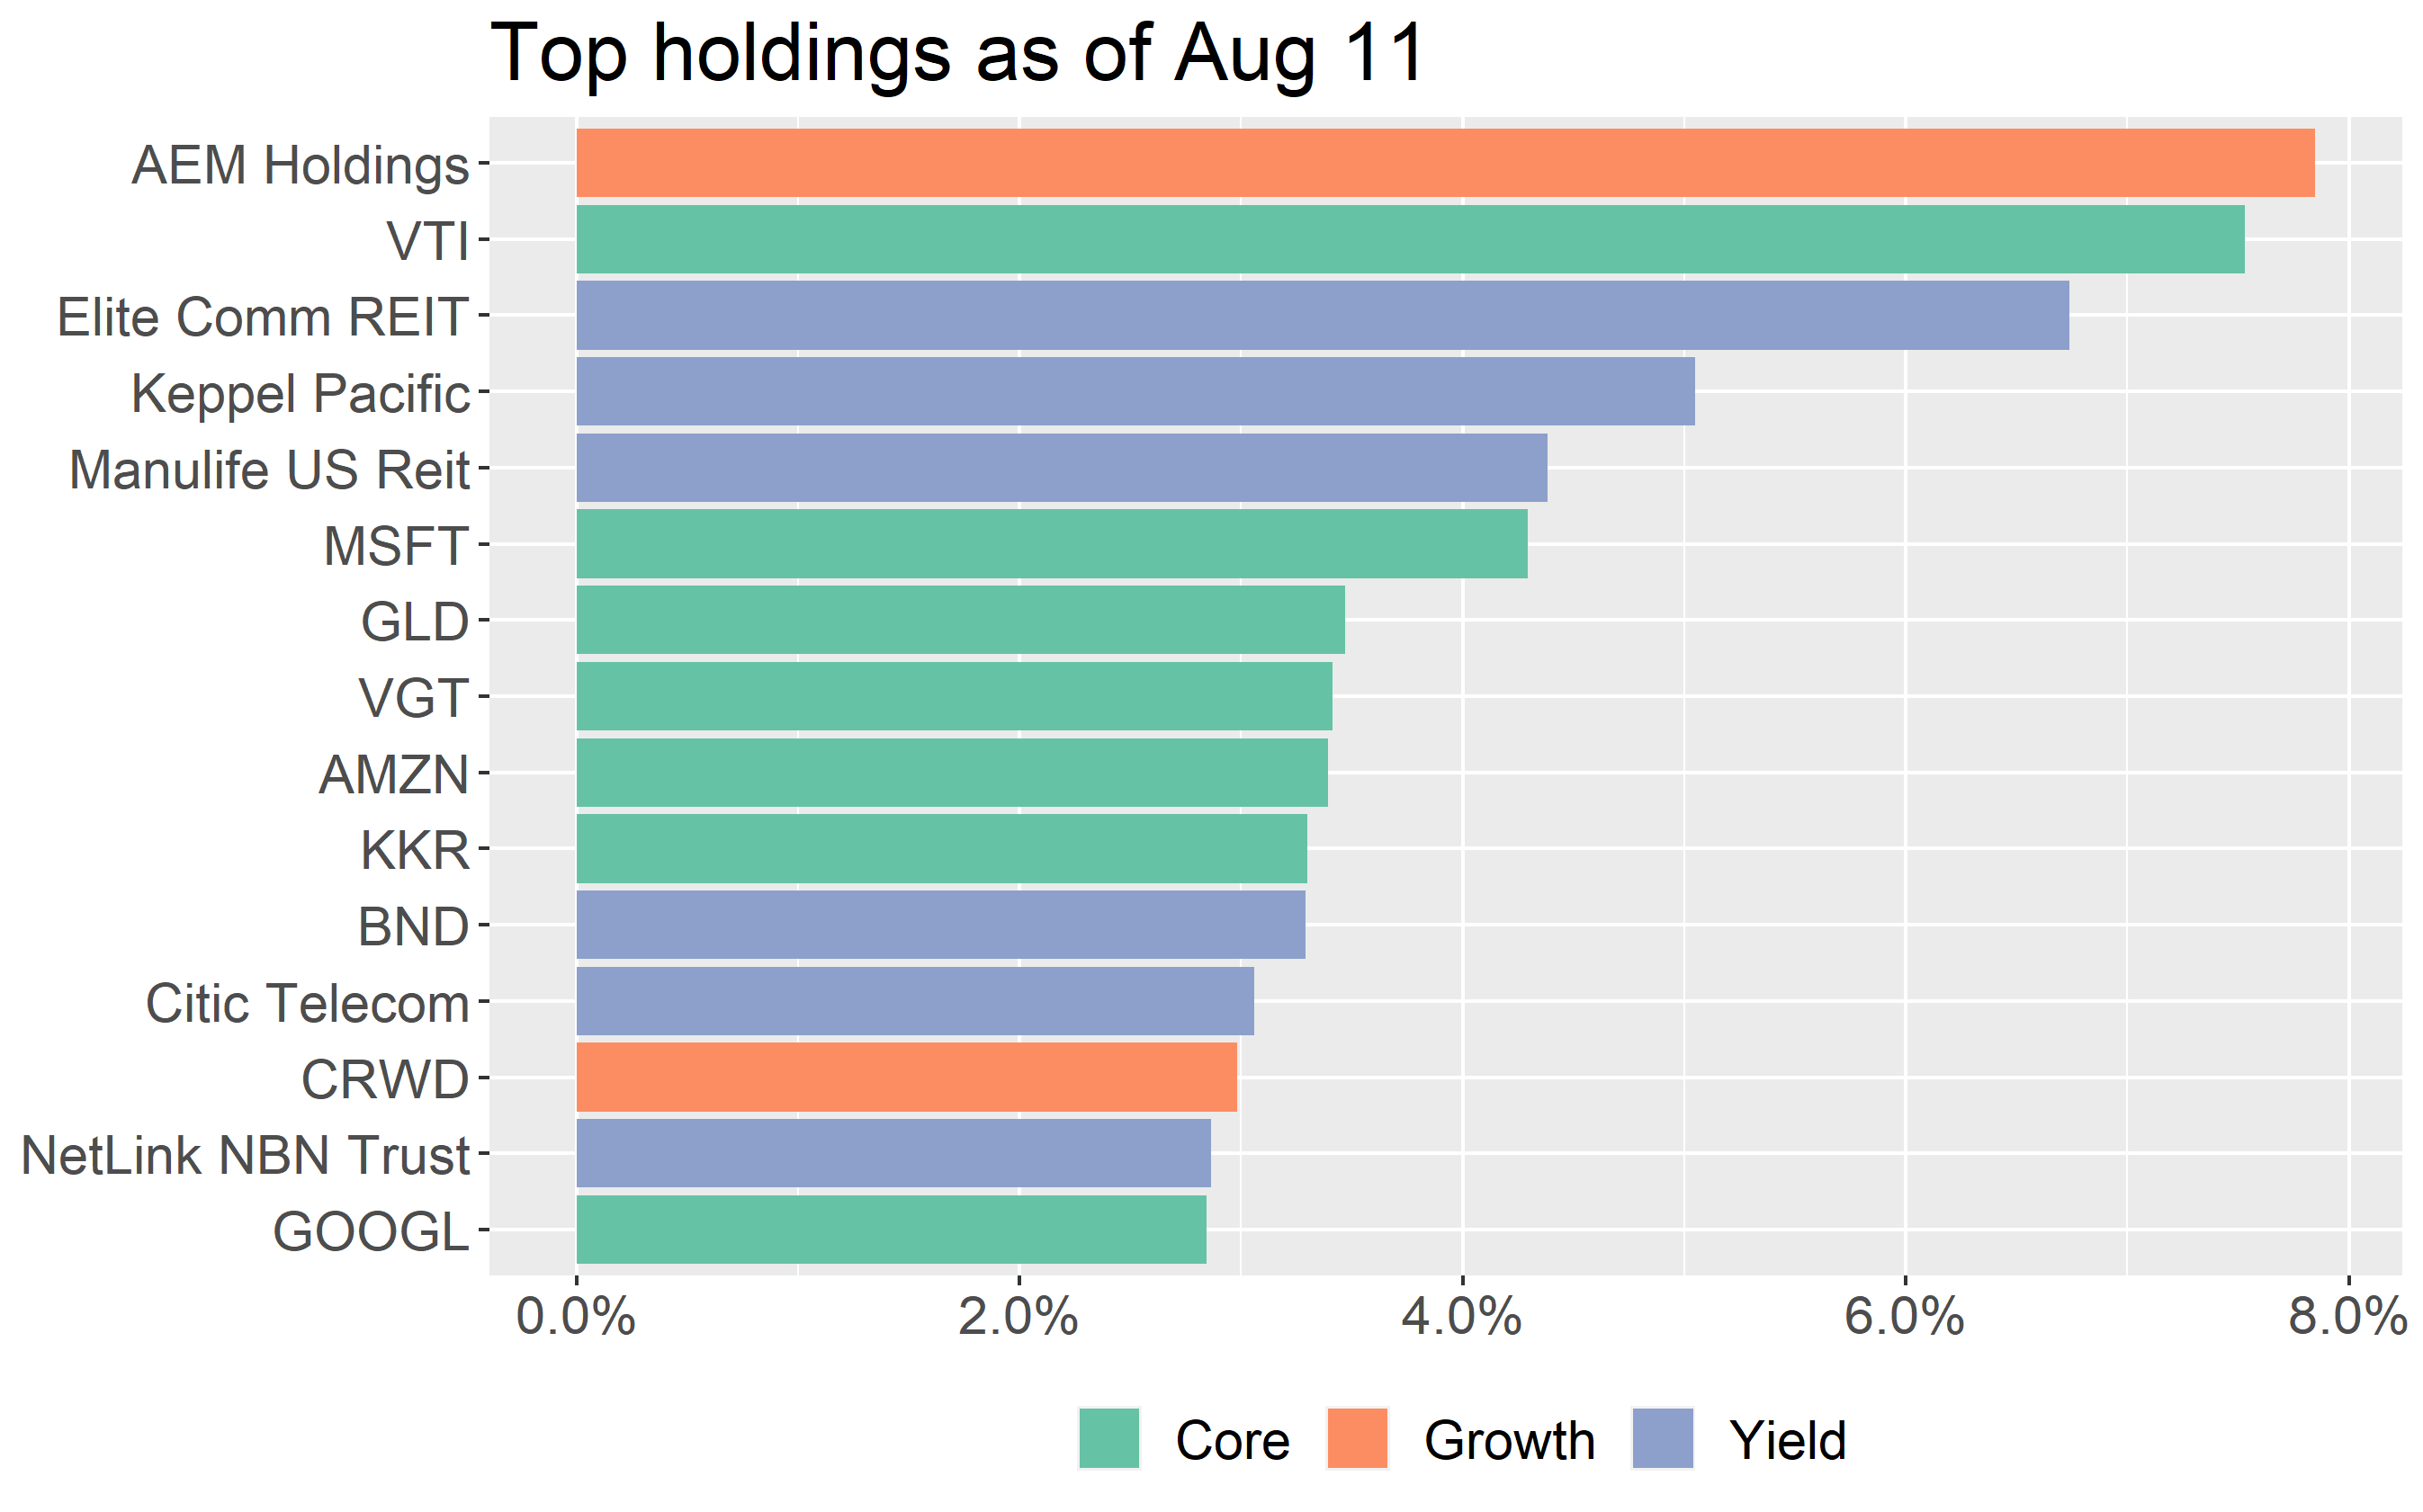 Top holdings as of Aug 11
AEM Holdings
VTI
Elite Comm REIT
Keppel Pacific
Manulife US Reit
MSFT
GLD
VGT
AMZN
KKR
BND
Citic Telecom
CRWD
NetLink NBN Trust
GOOGL
0.0% 2.0% 4.0% 6.0% 8.0%
Core Growth Yield